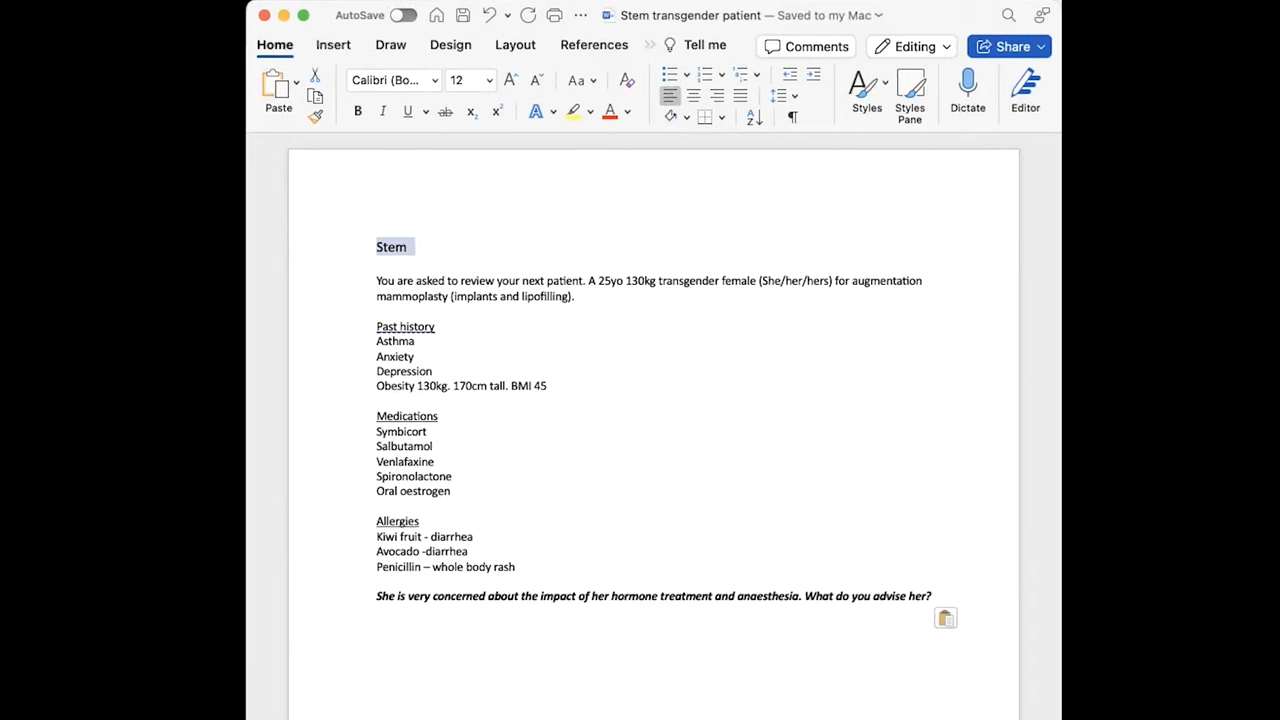 AutoSave
Stem transgender patient — Saved to my Mac
Home Insert Draw Design Layout References Tell me Comments Editing Share
Paste Calibri (Bo... 12 Styles Styles Pane Dictate Editor
Stem
You are asked to review your next patient. A 25yo 130kg transgender female (She/her/hers) for augmentation
mammoplasty (implants and lipofilling).
Past history
Asthma
Anxiety
Depression
Obesity 130kg. 170cm tall. BMI 45
Medications
Symbicort
Salbutamol
Venlafaxine
Spironolactone
Oral oestrogen
Allergies
Kiwi fruit - diarrhea
Avocado -diarrhea
Penicillin – whole body rash
She is very concerned about the impact of her hormone treatment and anaesthesia. What do you advise her?